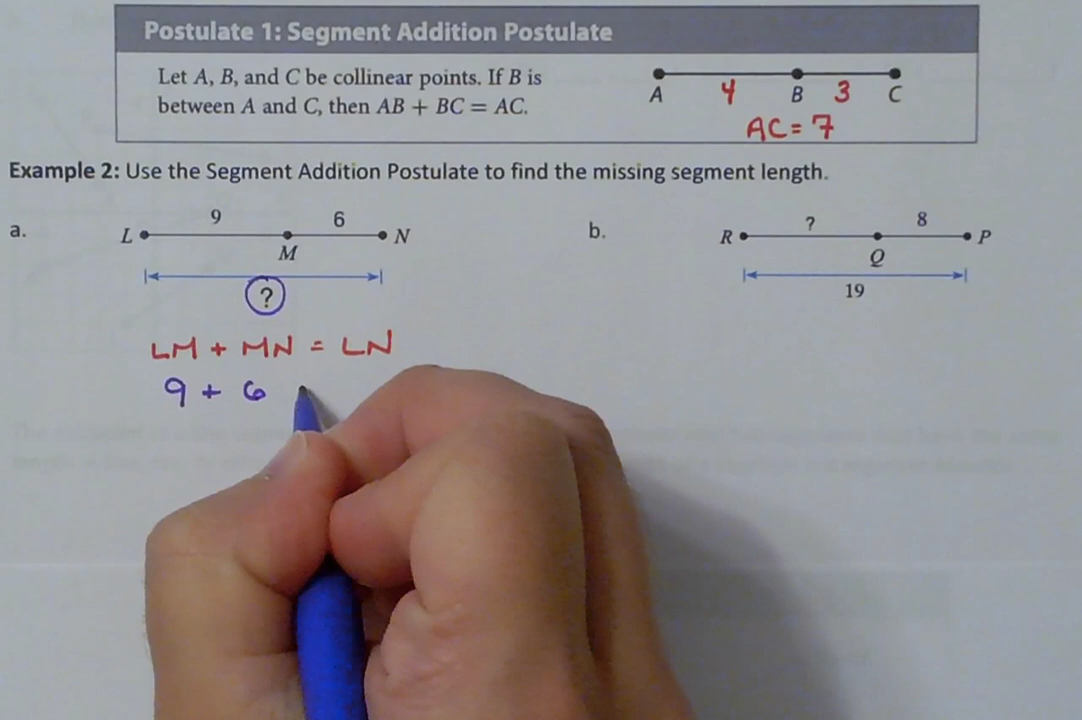 Postulate 1: Segment Addition Postulate
Let A, B, and C be collinear points. If B is
between A and C, then AB + BC = AC.
A 4 B 3 C
AC = 7
Example 2: Use the Segment Addition Postulate to find the missing segment length.
a.
9 6
L M N
?
LM + MN = LN
9 + 6
b.
? 8
R Q P
19